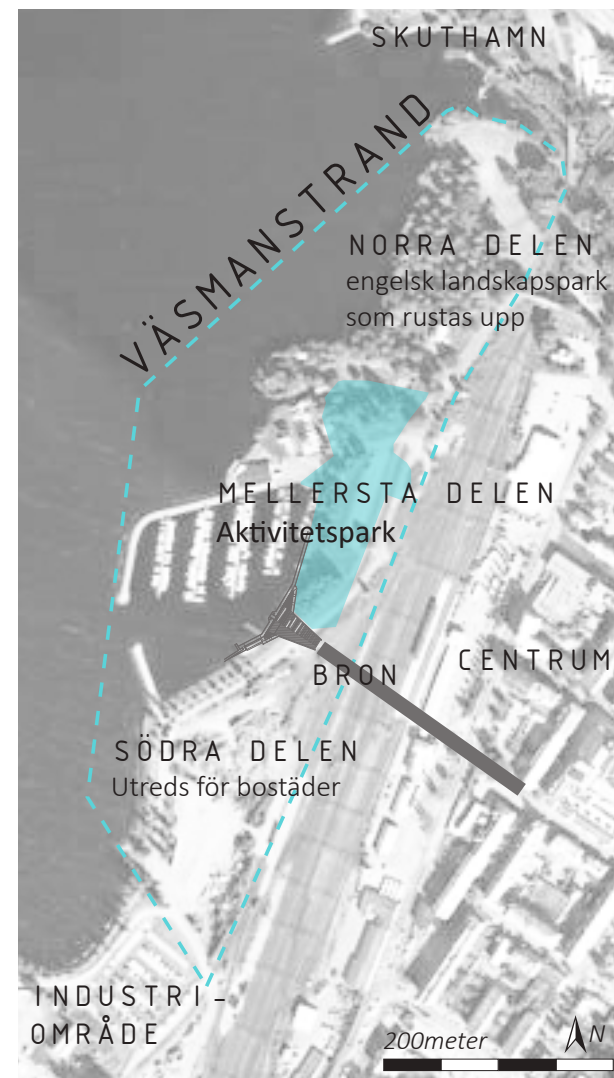 SKUTHAMN
VÄSMANSTRAND
NORRA DELEN
engelsk landskapspark
som rustas upp
MELLERSTA DELEN
Aktivitetspark
BRON
CENTRUM
SÖDRA DELEN
Utreds för bostäder
INDUSTRI-
OMRÅDE
200meter
N